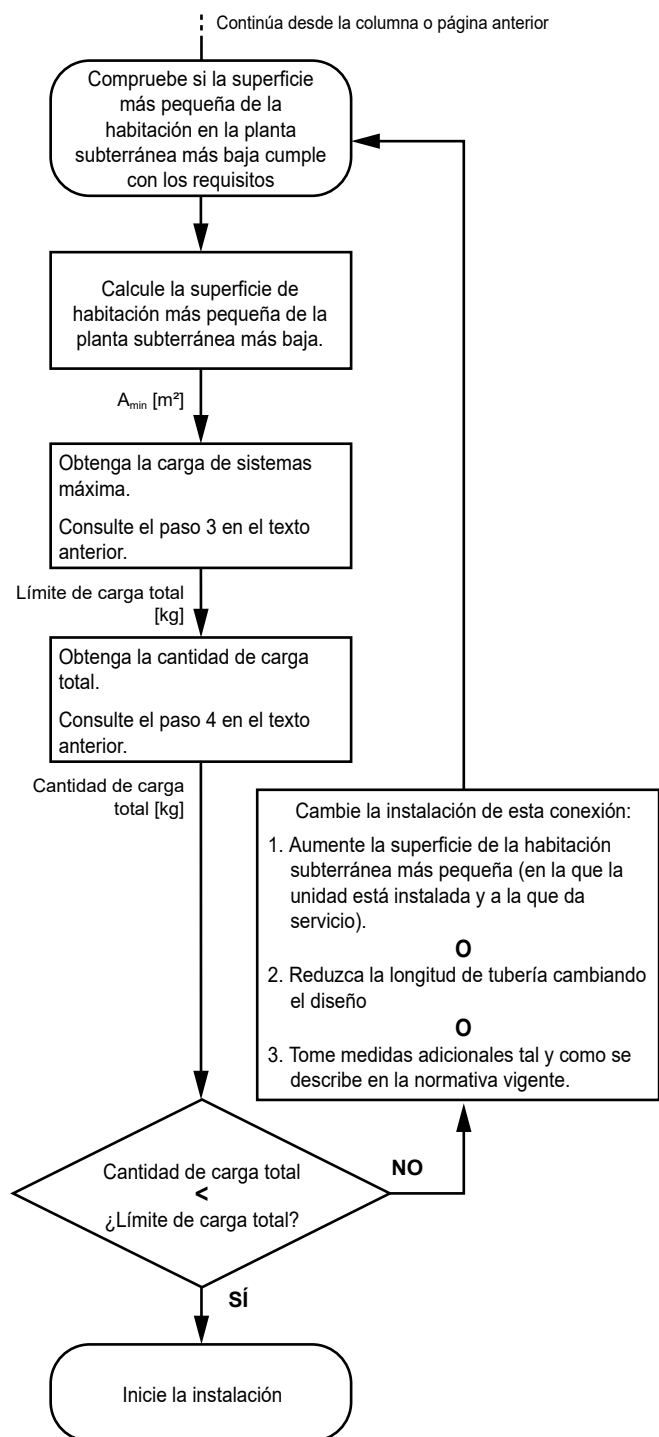 Continúa desde la columna o página anterior
Compruebe si la superficie
más pequeña de la
habitación en la planta
subterránea más baja cumple
con los requisitos
Calcule la superficie de
habitación más pequeña de la
planta subterránea más baja.
Amin [m²]
Obtenga la carga de sistemas
máxima.
Consulte el paso 3 en el texto
anterior.
Límite de carga total
[kg]
Obtenga la cantidad de carga
total.
Consulte el paso 4 en el texto
anterior.
Cantidad de carga
total [kg]
Cambie la instalación de esta conexión:
1. Aumente la superficie de la habitación
subterránea más pequeña (en la que la
unidad está instalada y a la que da
servicio).
O
2. Reduzca la longitud de tubería cambiando
el diseño
O
3. Tome medidas adicionales tal y como se
describe en la normativa vigente.
Cantidad de carga total
<
¿Límite de carga total?
NO
SÍ
Inicie la instalación